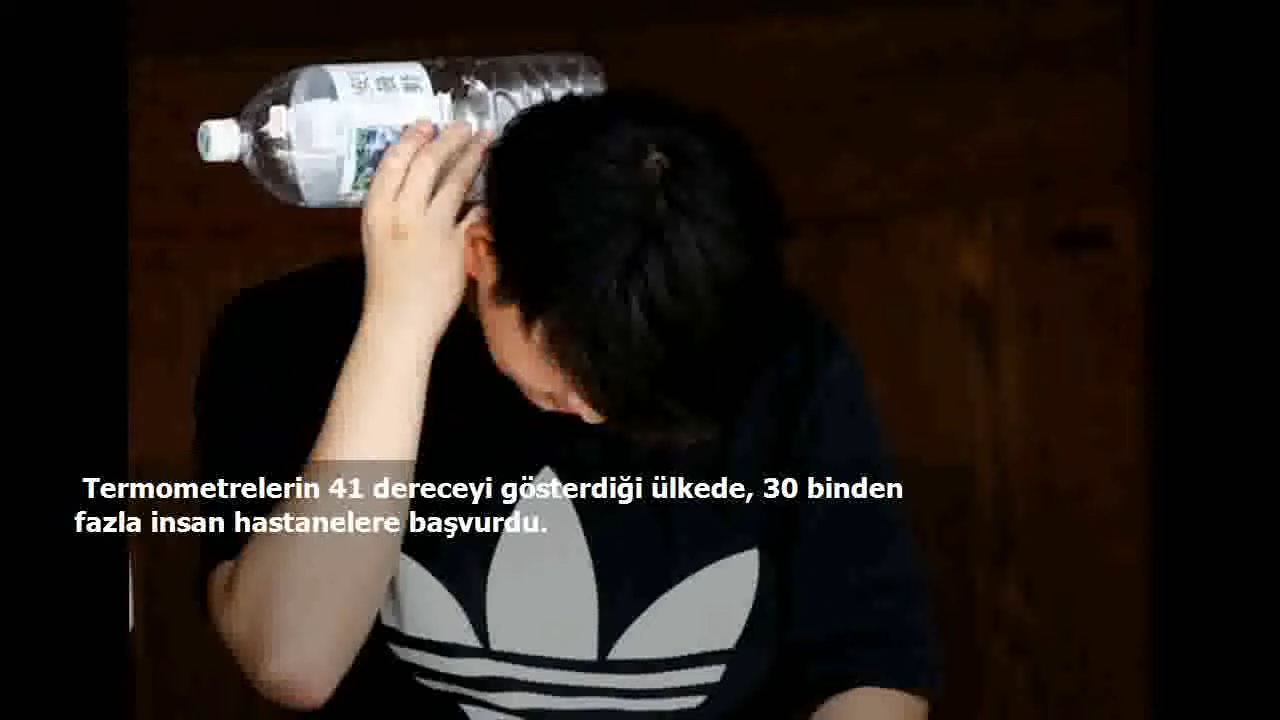 Termometrelerin 41 dereceyi gösterdiği ülkede, 30 binden
fazla insan hastanelere başvurdu.